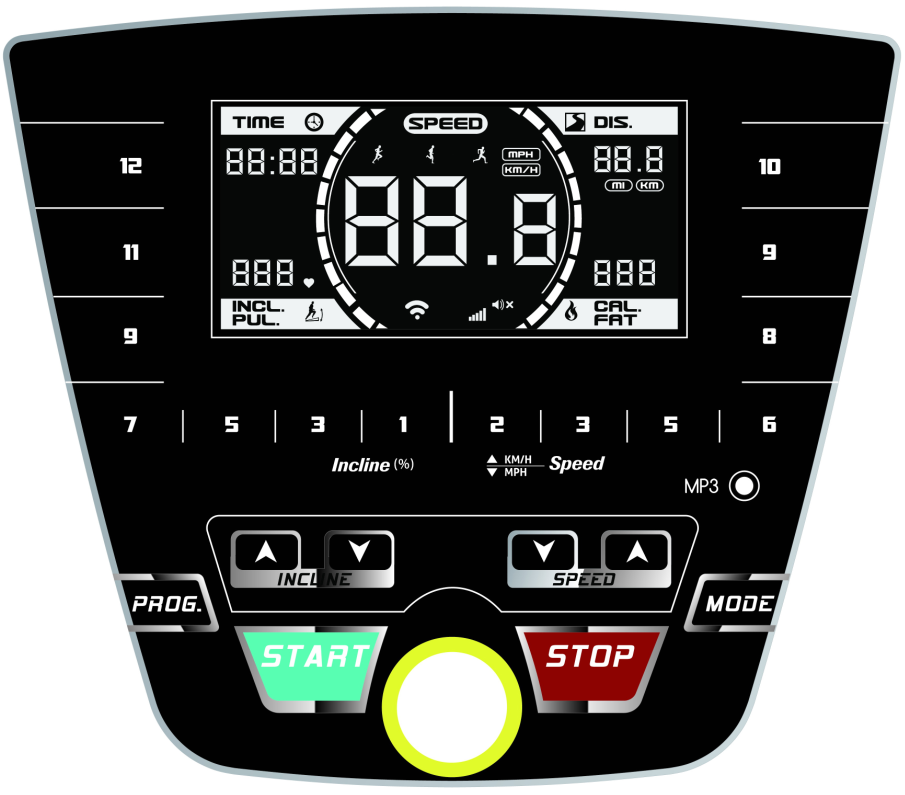 TIME SPEED DIS.
88:88 MPH 88.8
KM/H
88.8 MI KM
888 888
INCL. CAL.
PUL. FAT
12 10
11 9
9 8
7 5 3 1 2 3 5 6
Incline (%) KM/H Speed
MPH
MP3
INCLINE SPEED
PROG. MODE
START STOP